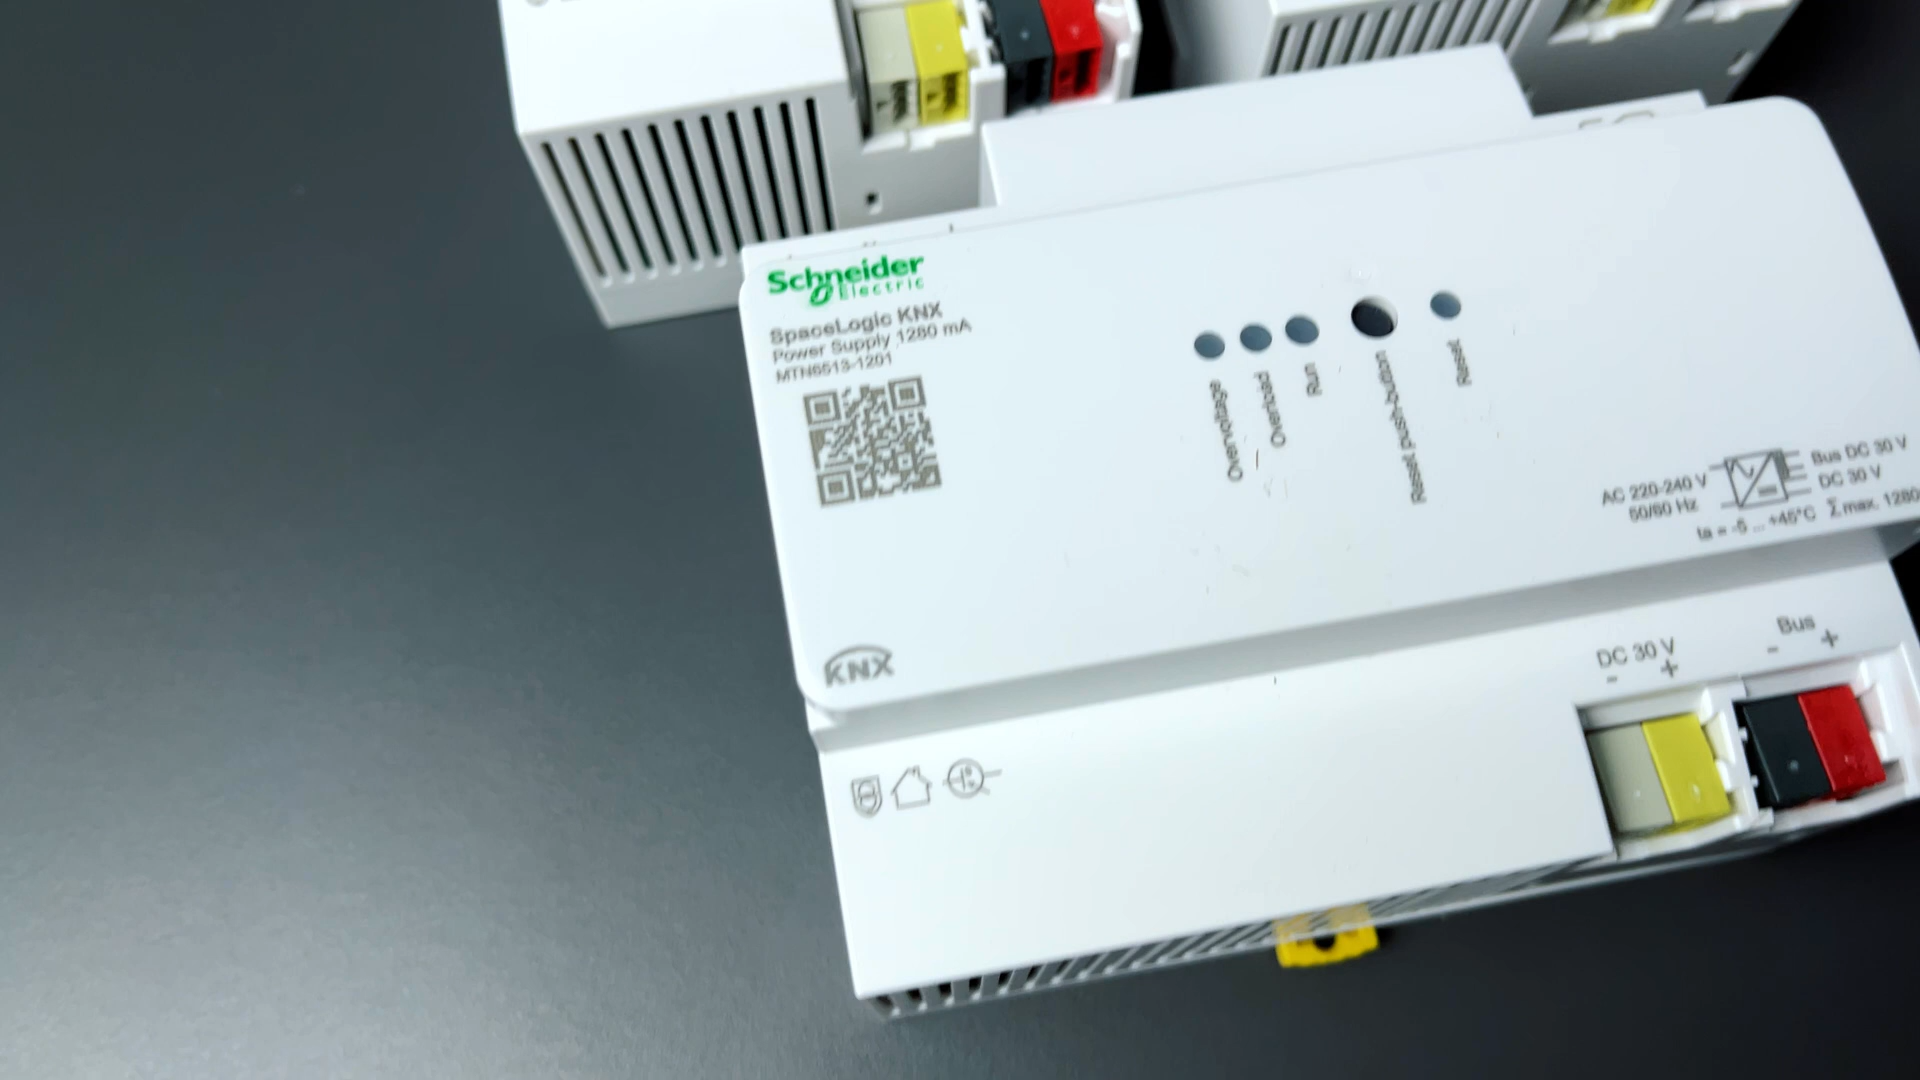 Schneider
Electric
SpaceLogic KNX
Power Supply 1280 mA
MTN6513-1201
Overvoltage
Overload
Run
Reset push-button
Reset
AC 220-240 V
50/60 Hz
Bus DC 30 V
DC 30 V
ta = -5 ... +45°C
Σmax. 1280
KNX
DC 30 V
- +
Bus
- +